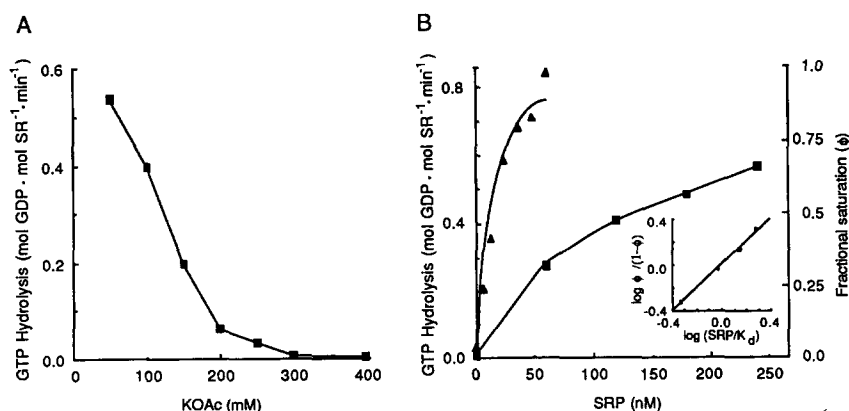 A
GTP Hydrolysis (mol GDP · mol SR⁻¹ · min⁻¹)
0.6
0.4
0.2
0.0
0 100 200 300 400
KOAc (mM)
B
GTP Hydrolysis (mol GDP · mol SR⁻¹ · min⁻¹)
0.8
0.4
0.0
0 50 100 150 200 250
SRP (nM)
1.0
0.75
0.5
0.25
0.0
Fractional saturation (ϕ)
log ϕ /(1-ϕ)
0.4
0.0
-0.4
-0.4 0.0 0.4
log (SRP/Kd)